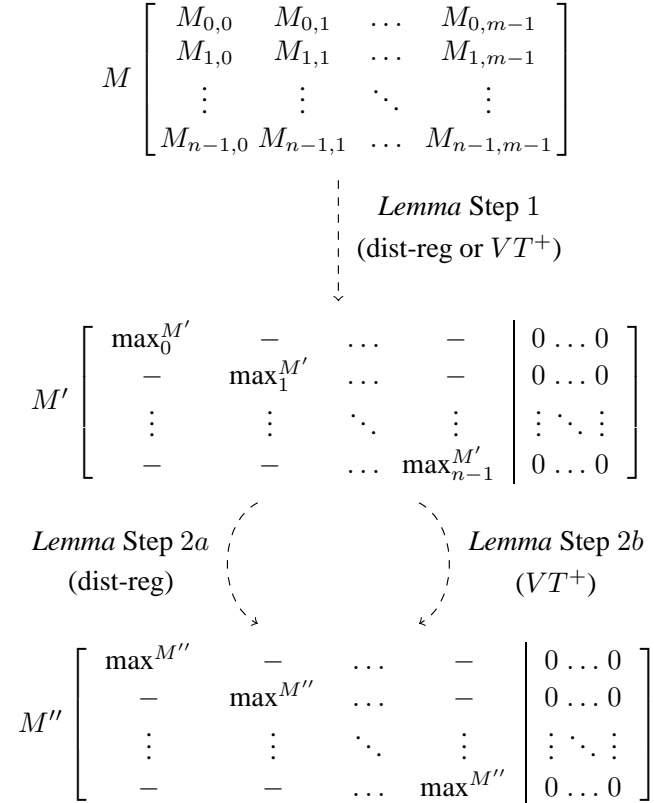 M [ M_{0,0} M_{0,1} … M_{0,m−1}
M_{1,0} M_{1,1} … M_{1,m−1}
⋮ ⋮ ⋱ ⋮
M_{n−1,0} M_{n−1,1} … M_{n−1,m−1} ]
Lemma Step 1
(dist-reg or VT^+)
M′ [ max_0^{M′} − … − | 0 … 0
− max_1^{M′} … − | 0 … 0
⋮ ⋮ ⋱ ⋮ | ⋮ ⋱ ⋮
− − … max_{n−1}^{M′} | 0 … 0 ]
Lemma Step 2a
(dist-reg)
Lemma Step 2b
(VT^+)
M″ [ max^{M″} − … − | 0 … 0
− max^{M″} … − | 0 … 0
⋮ ⋮ ⋱ ⋮ | ⋮ ⋱ ⋮
− − … max^{M″} | 0 … 0 ]